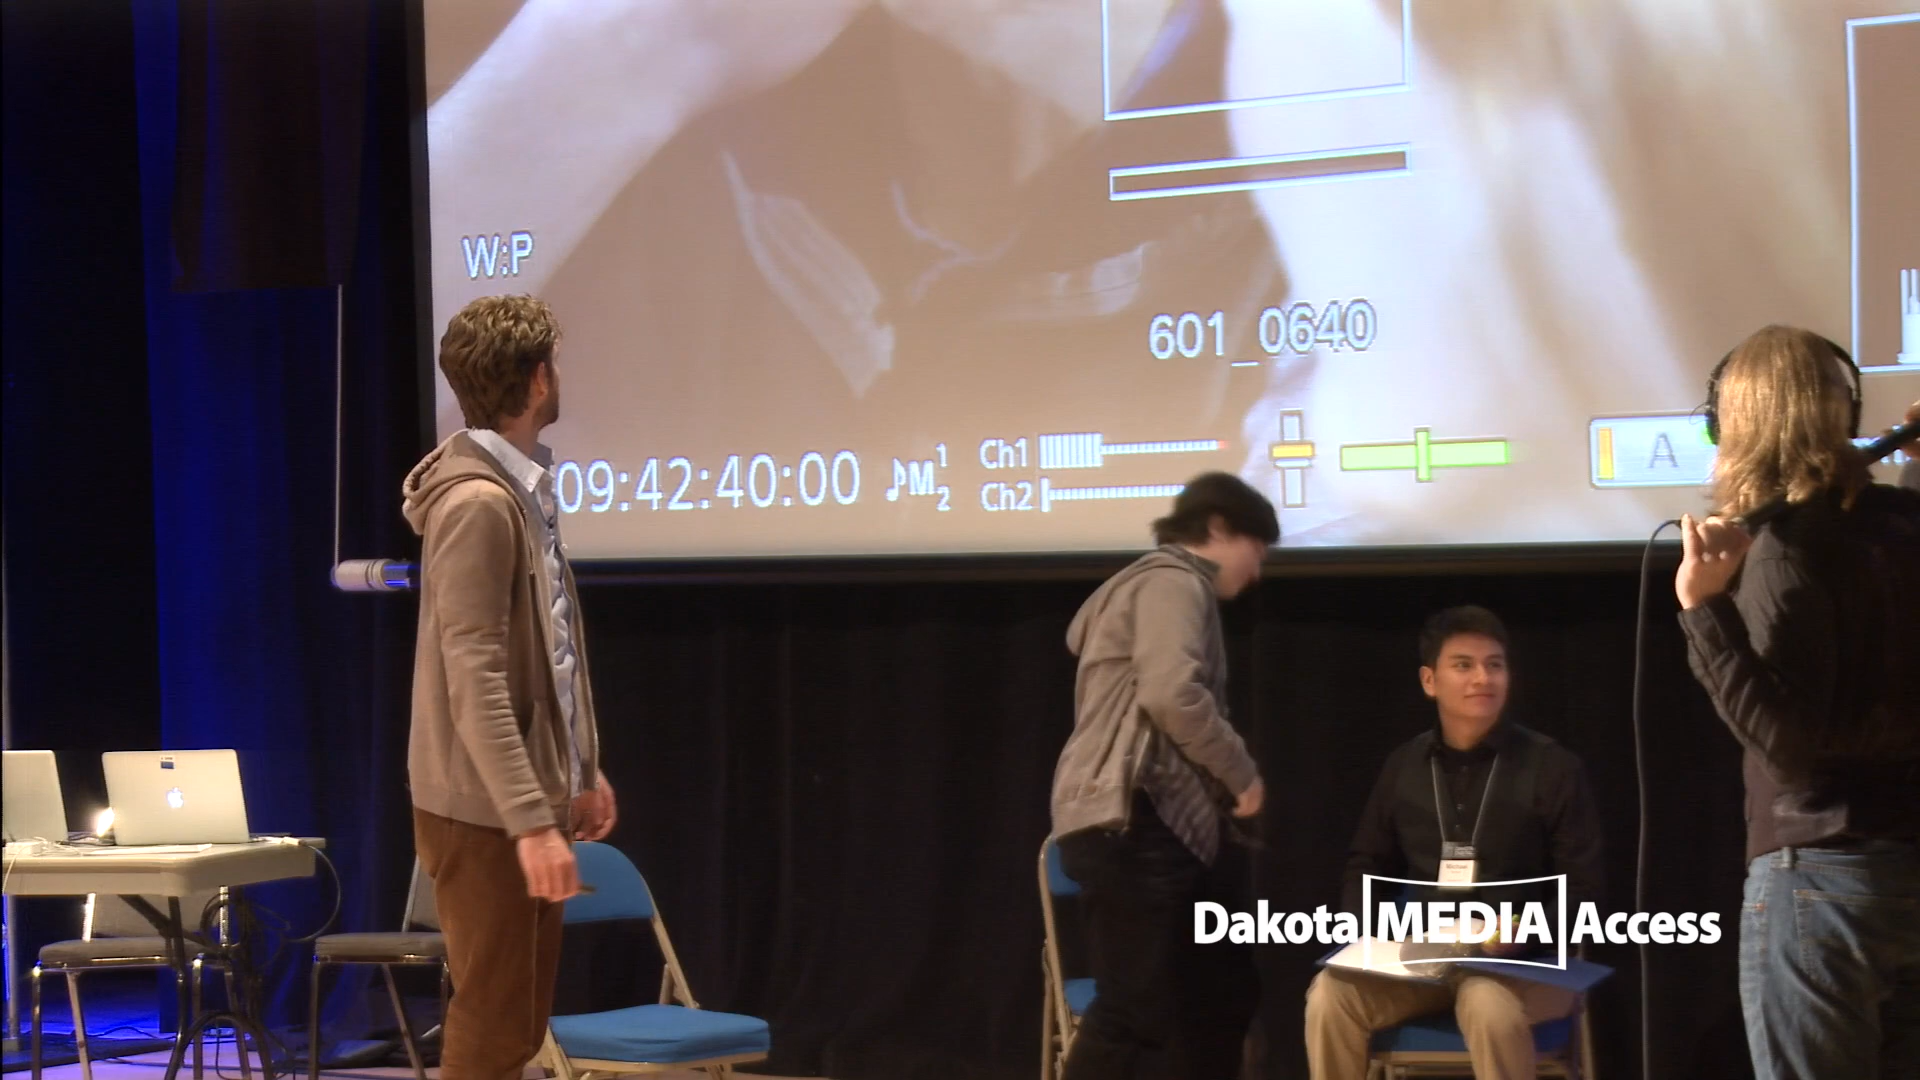 W:P
601_0640
09:42:40:00 ♪M 1 2
Ch1
Ch2
A
Dakota MEDIA Access